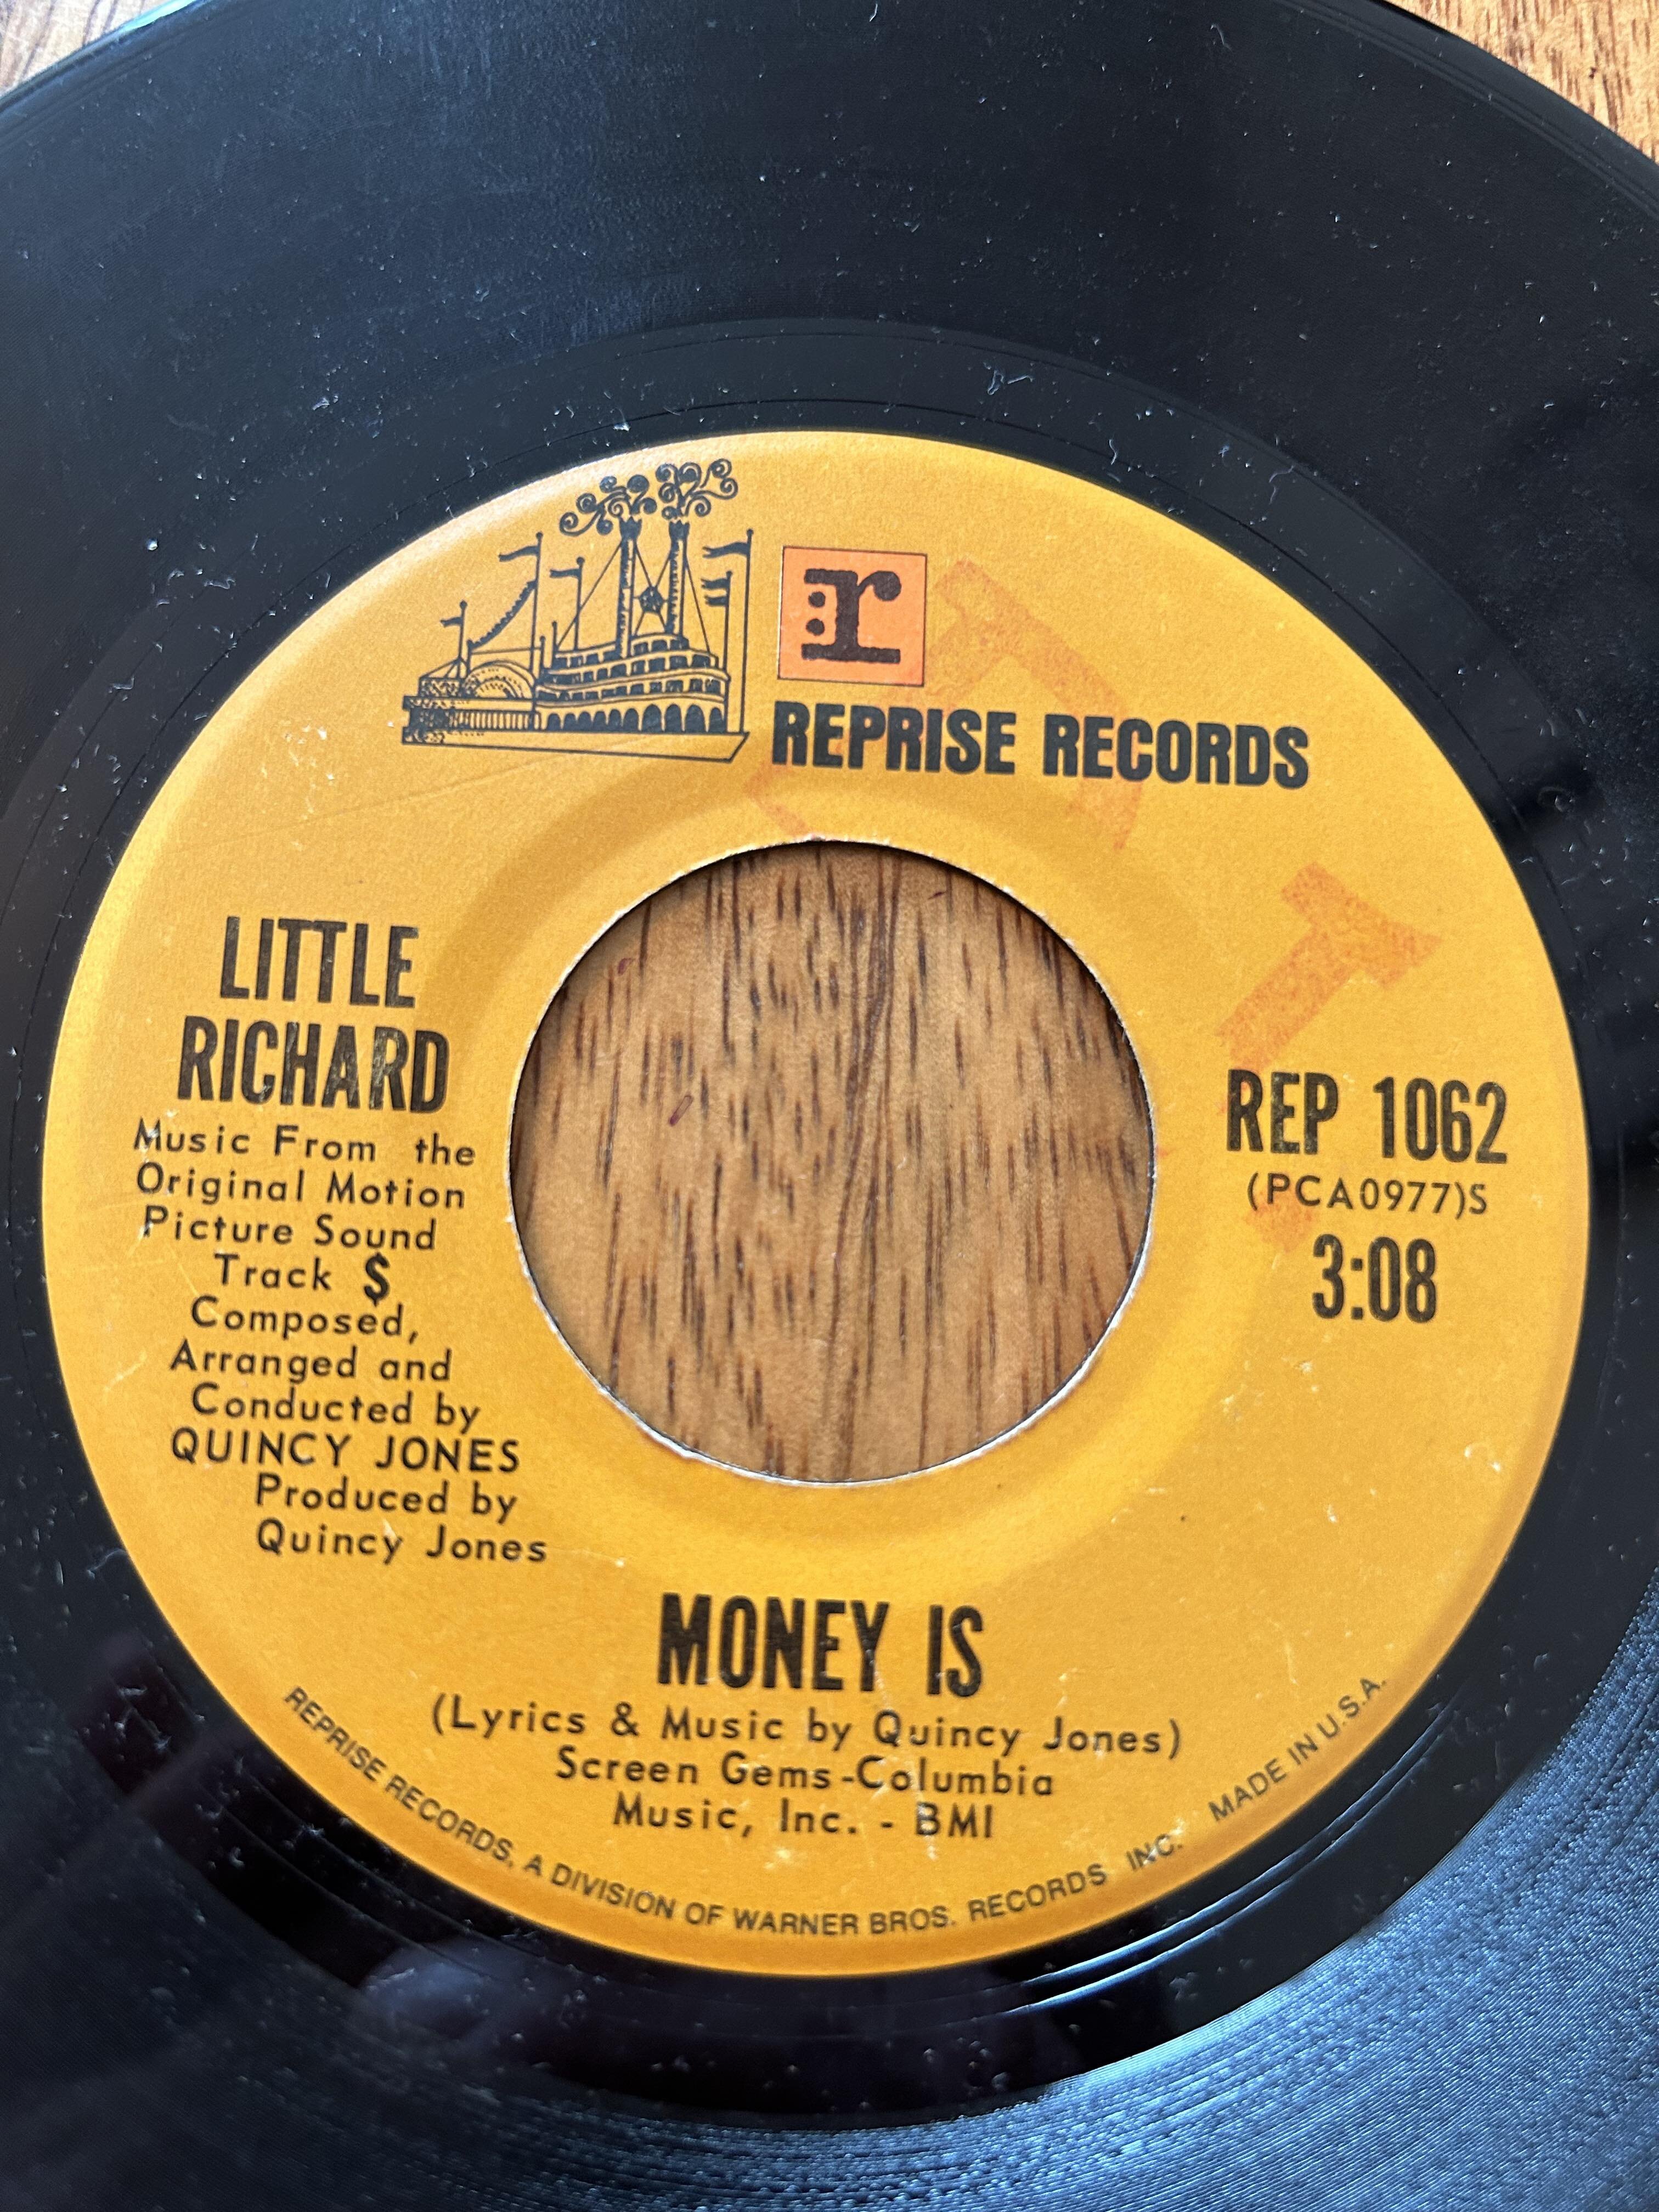 r
REPRISE RECORDS
LITTLE
RICHARD
Music From the
Original Motion
Picture Sound
Track $
Composed,
Arranged and
Conducted by
QUINCY JONES
Produced by
Quincy Jones
REP 1062
(PCA0977)S
3:08
MONEY IS
(Lyrics & Music by Quincy Jones)
Screen Gems-Columbia
Music, Inc. - BMI
REPRISE RECORDS, A DIVISION OF WARNER BROS. RECORDS INC. MADE IN U.S.A.